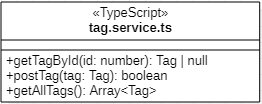 «TypeScript»
tag.service.ts
+getTagById(id: number): Tag | null
+postTag(tag: Tag): boolean
+getAllTags(): Array<Tag>